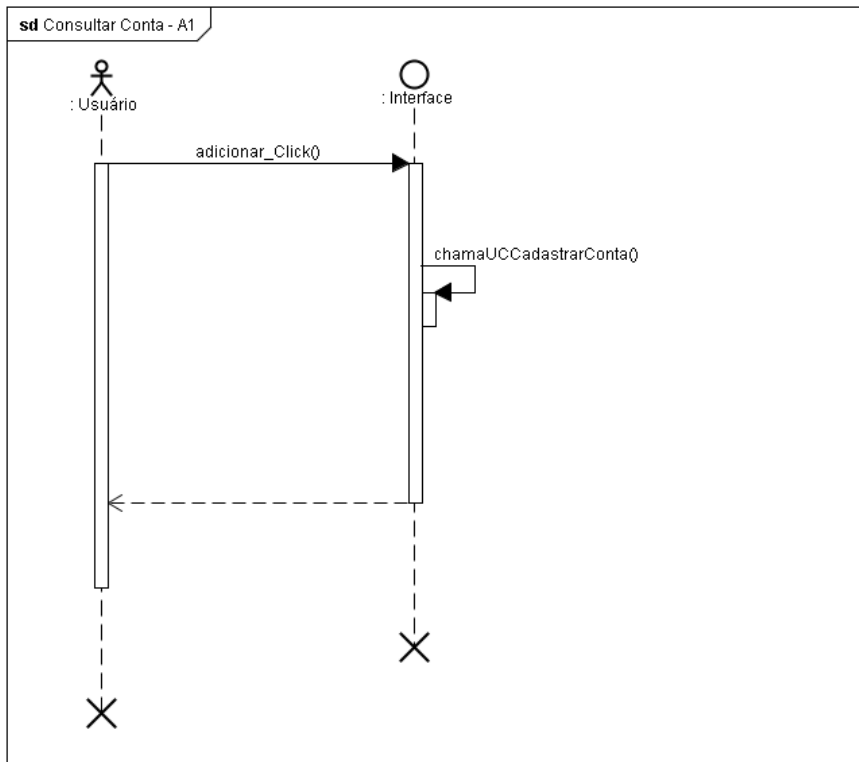 sd Consultar Conta - A1
: Usuário
: Interface
adicionar_Click()
chamaUCCadastrarConta()